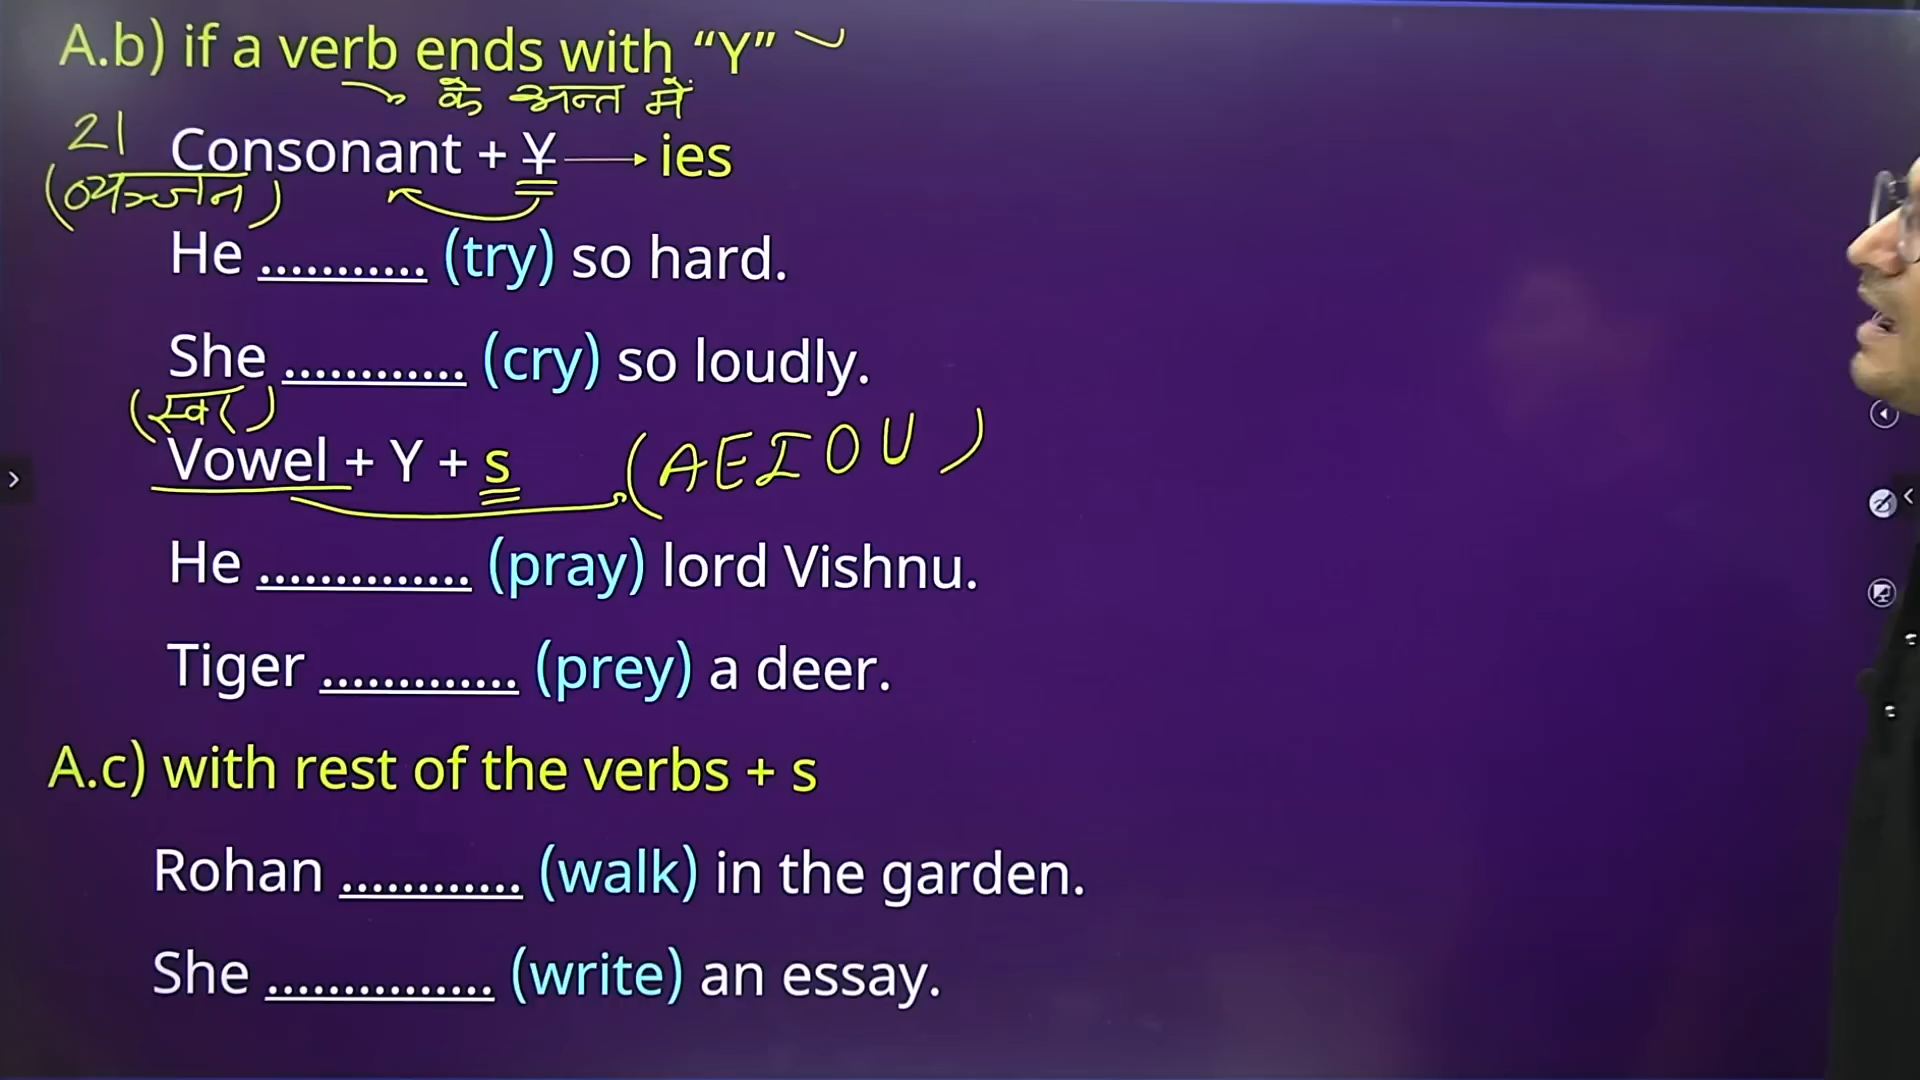 A.b) if a verb ends with “Y”
के अन्त में
21
Consonant + Y → ies
(व्यञ्जन)
He ........... (try) so hard.
She ............ (cry) so loudly.
(स्वर)
Vowel + Y + s (A E I O U)
He .............. (pray) lord Vishnu.
Tiger ............. (prey) a deer.
A.c) with rest of the verbs + s
Rohan ............ (walk) in the garden.
She ............... (write) an essay.